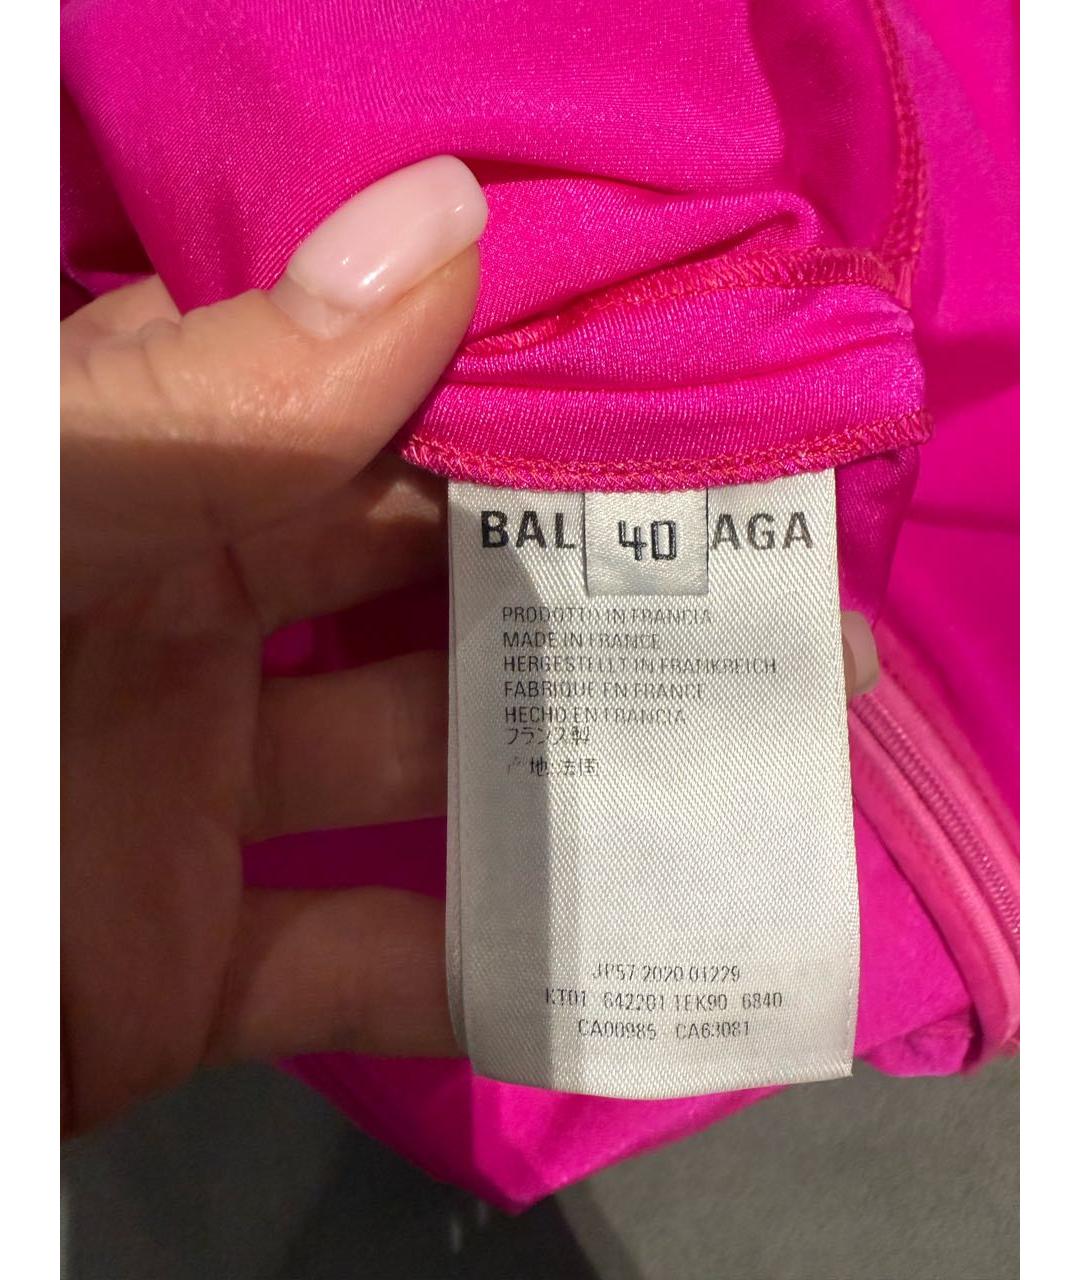 BAL 40 AGA
PRODOTTO IN FRANCIA
MADE IN FRANCE
HERGESTELLT IN FRANKREICH
FABRIQUE EN FRANCE
HECHO EN FRANCIA
フランス製
产地:法国
JP57 2020 01229
KT01 642201 1EK90 6840
CA00985 CA63081